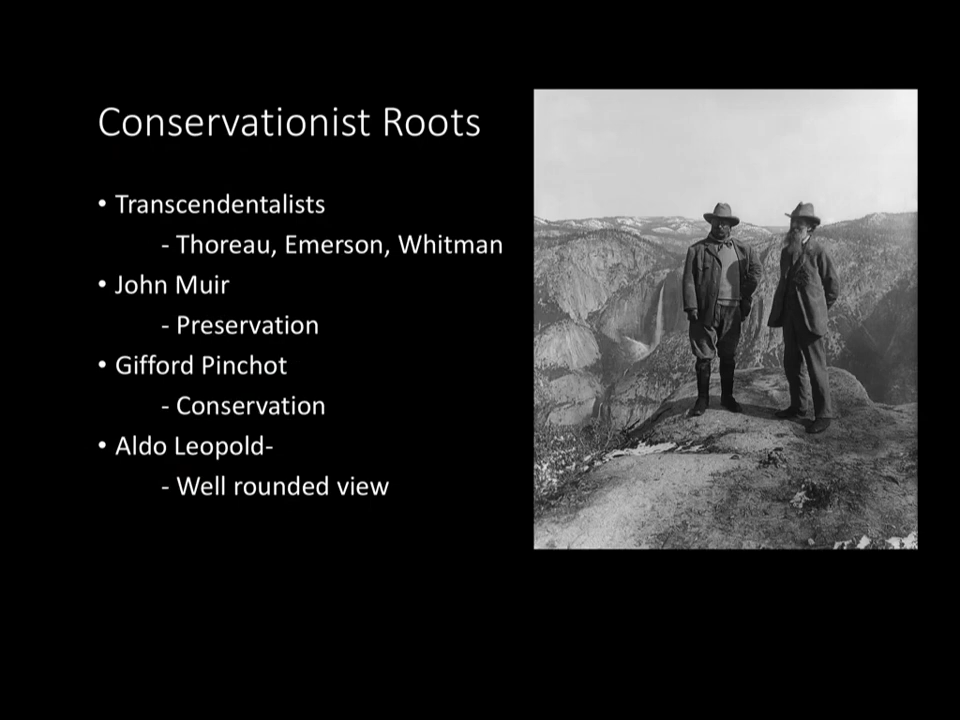 Conservationist Roots
• Transcendentalists
- Thoreau, Emerson, Whitman
• John Muir
- Preservation
• Gifford Pinchot
- Conservation
• Aldo Leopold-
- Well rounded view